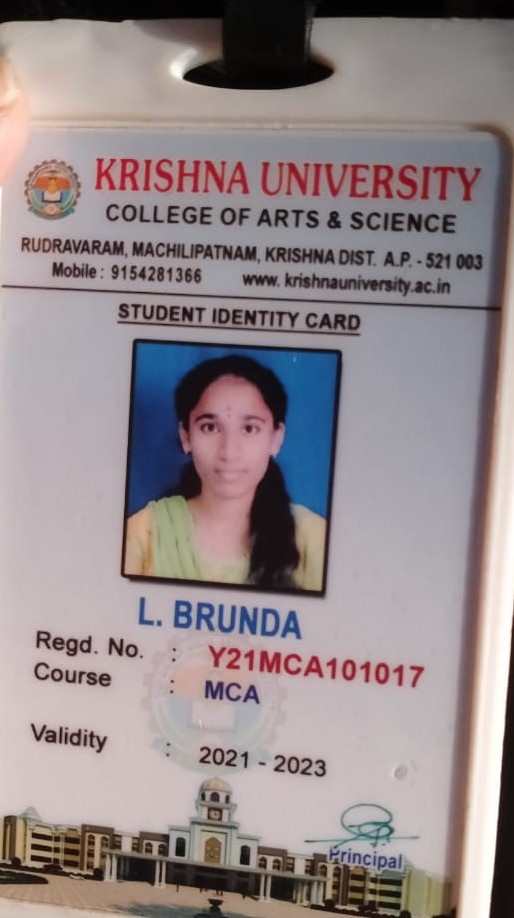 KRISHNA UNIVERSITY
COLLEGE OF ARTS & SCIENCE
RUDRAVARAM, MACHILIPATNAM, KRISHNA DIST. A.P. - 521 003
Mobile : 9154281366 www. krishnauniversity.ac.in
STUDENT IDENTITY CARD
L. BRUNDA
Regd. No. : Y21MCA101017
Course : MCA
Validity : 2021 - 2023
Principal